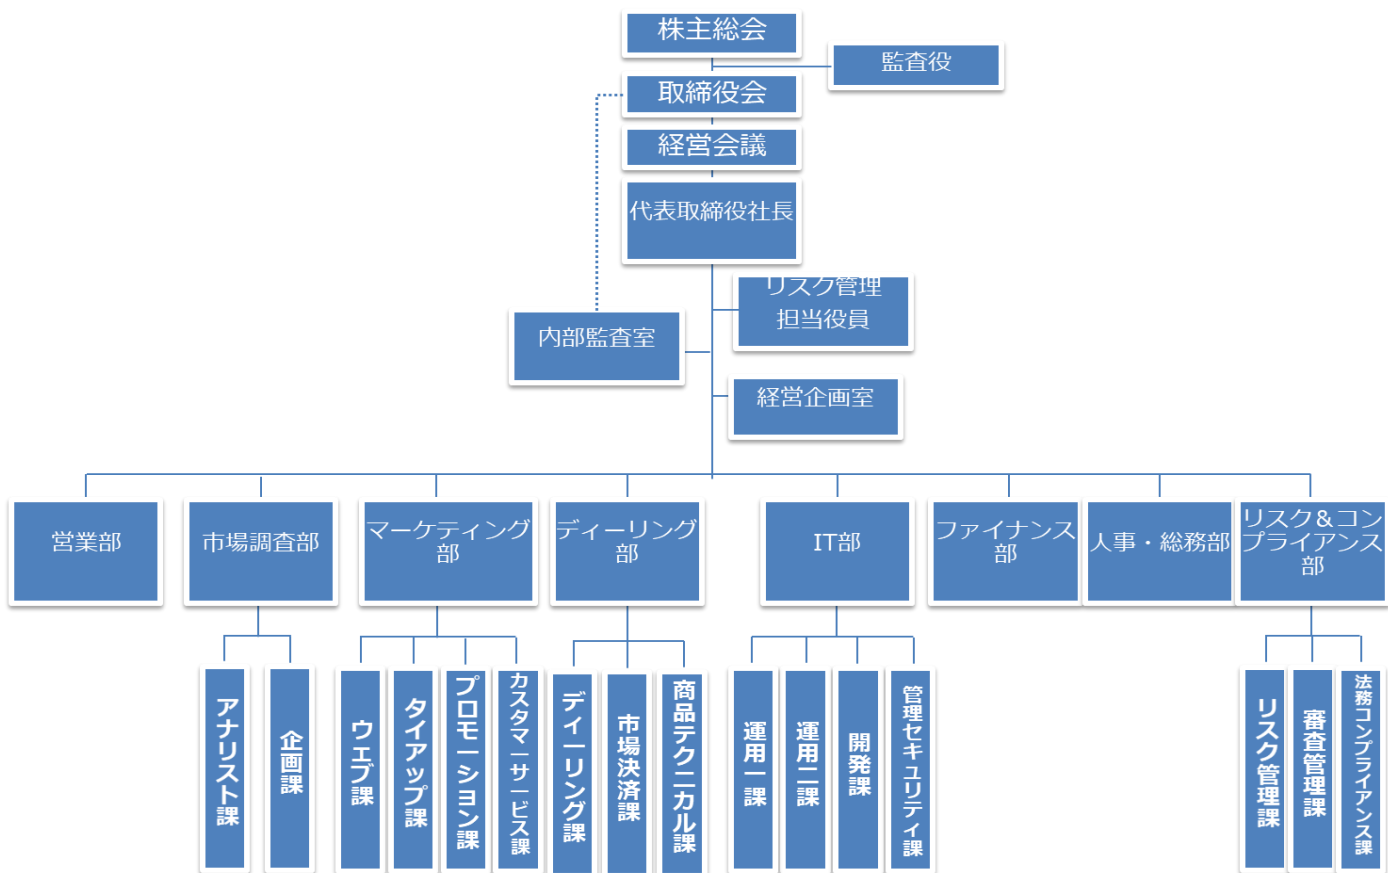 株主総会
監査役
取締役会
経営会議
代表取締役社長
リスク管理
担当役員
内部監査室
経営企画室
営業部
市場調査部
マーケティング
部
ディーリング
部
IT部
ファイナンス
部
人事・総務部
リスク＆コン
プライアンス
部
アナリスト課
企画課
ウェブ課
タイアップ課
プロモーション課
カスタマーサービス課
ディーリング課
市場決済課
商品テクニカル課
運用一課
運用二課
開発課
管理セキュリティ課
リスク管理課
審査管理課
法務コンプライアンス課